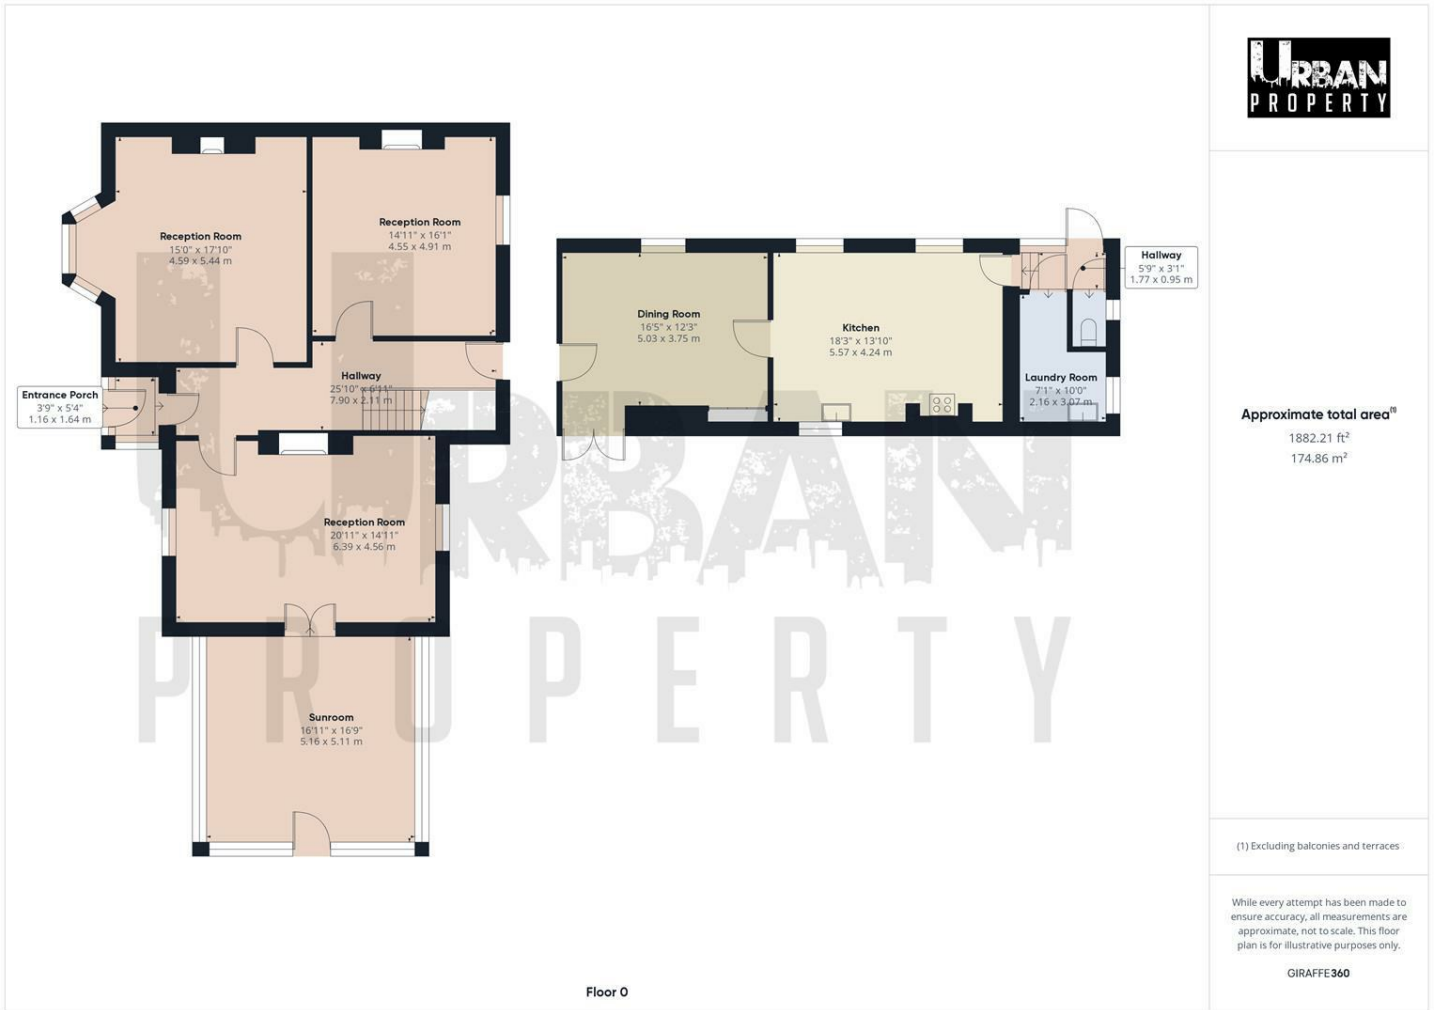 URBAN
PROPERTY
Reception Room
15'0" x 17'10"
4.59 x 5.44 m
Reception Room
14'11" x 16'1"
4.55 x 4.91 m
Hallway
5'9" x 3'1"
1.77 x 0.95 m
Dining Room
16'5" x 12'3"
5.03 x 3.75 m
Kitchen
18'3" x 13'10"
5.57 x 4.24 m
Hallway
25'10" x 6'11"
7.90 x 2.11 m
Laundry Room
7'1" x 10'0"
2.16 x 3.07 m
Entrance Porch
3'9" x 5'4"
1.16 x 1.64 m
Reception Room
20'11" x 14'11"
6.39 x 4.56 m
Sunroom
16'11" x 16'9"
5.16 x 5.11 m
URBAN
PROPERTY
Floor 0
Approximate total area(1)
1882.21 ft²
174.86 m²
(1) Excluding balconies and terraces
While every attempt has been made to
ensure accuracy, all measurements are
approximate, not to scale. This floor
plan is for illustrative purposes only.
GIRAFFE360